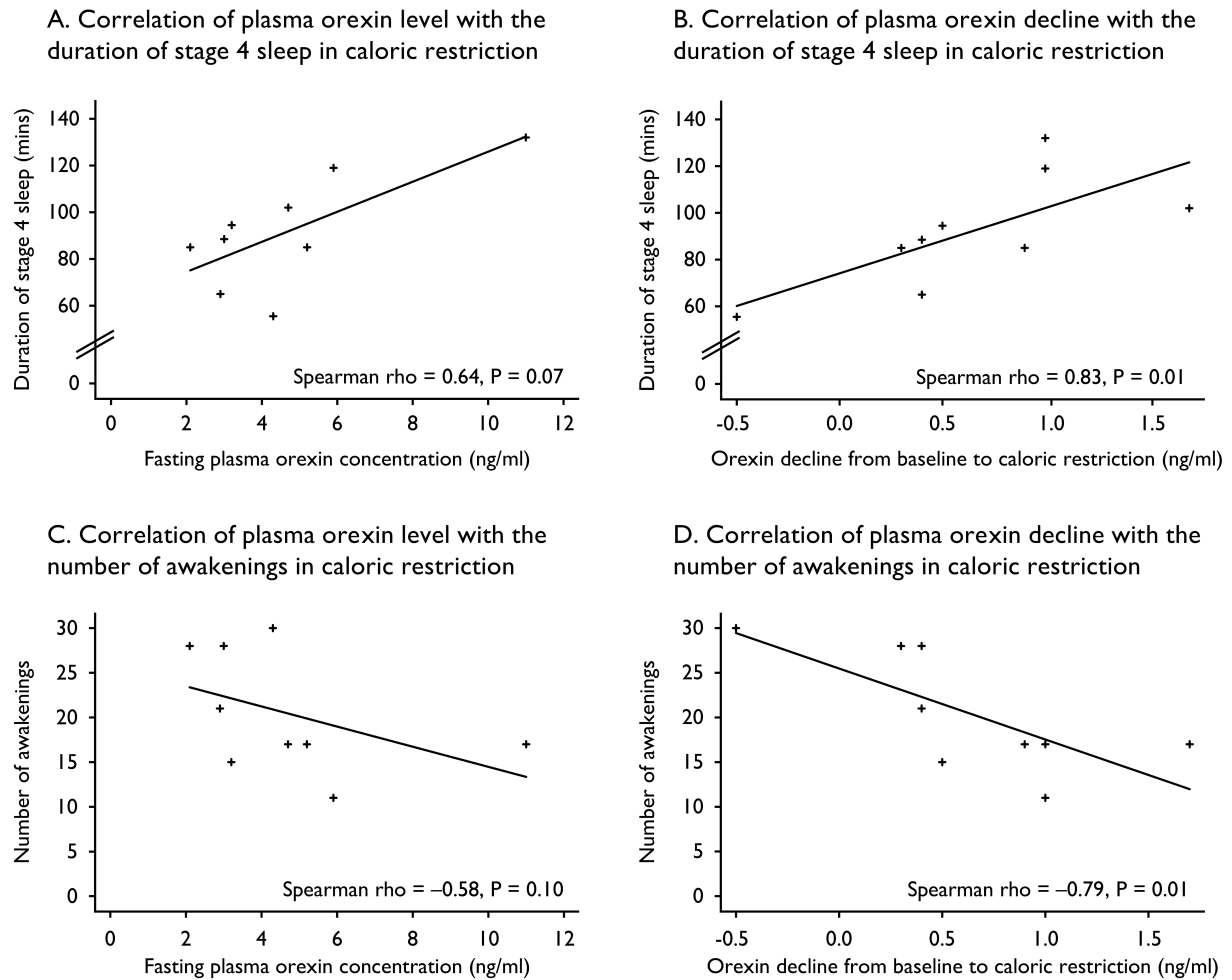 A. Correlation of plasma orexin level with the
duration of stage 4 sleep in caloric restriction
Duration of stage 4 sleep (mins)
140
120
100
80
60
0
Spearman rho = 0.64, P = 0.07
0 2 4 6 8 10 12
Fasting plasma orexin concentration (ng/ml)
B. Correlation of plasma orexin decline with the
duration of stage 4 sleep in caloric restriction
Duration of stage 4 sleep (mins)
140
120
100
80
60
0
Spearman rho = 0.83, P = 0.01
-0.5 0.0 0.5 1.0 1.5
Orexin decline from baseline to caloric restriction (ng/ml)
C. Correlation of plasma orexin level with the
number of awakenings in caloric restriction
Number of awakenings
30
25
20
15
10
5
0
Spearman rho = –0.58, P = 0.10
0 2 4 6 8 10 12
Fasting plasma orexin concentration (ng/ml)
D. Correlation of plasma orexin decline with the
number of awakenings in caloric restriction
Number of awakenings
30
25
20
15
10
5
0
Spearman rho = –0.79, P = 0.01
-0.5 0.0 0.5 1.0 1.5
Orexin decline from baseline to caloric restriction (ng/ml)